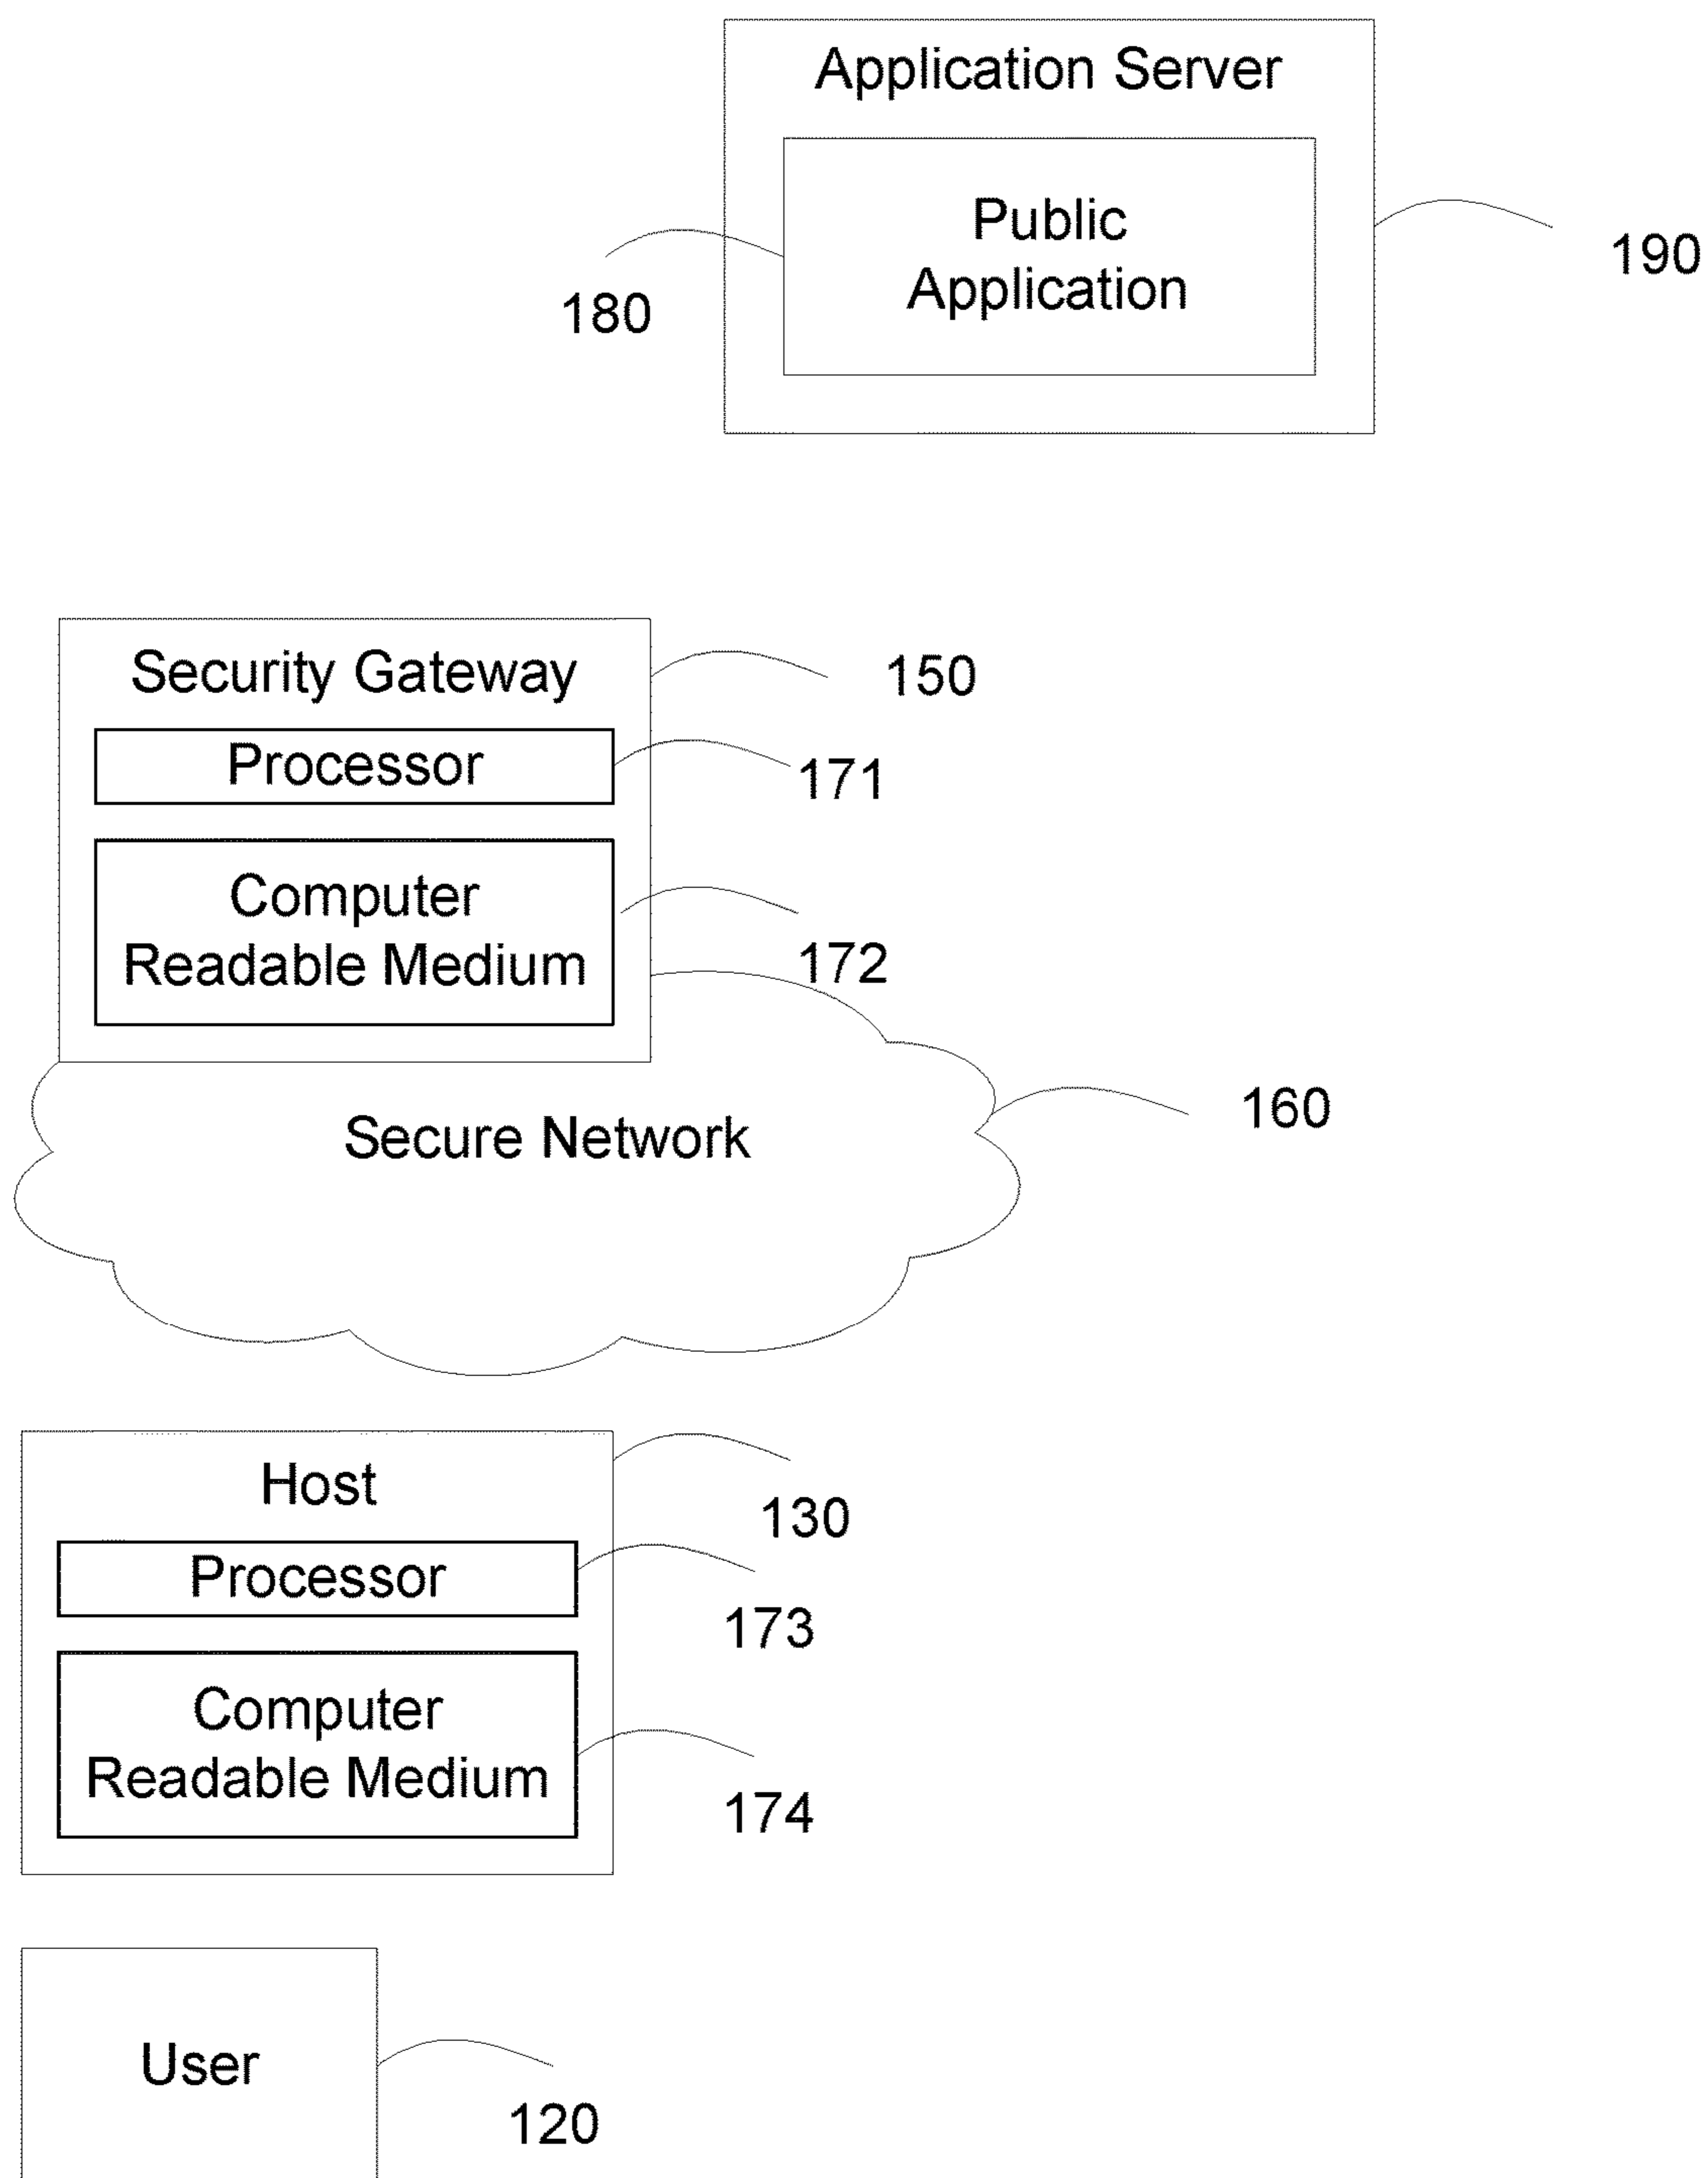 Application Server
Public
Application
190
180
Security Gateway
150
Processor
171
Computer
Readable Medium
172
Secure Network
160
Host
130
Processor
173
Computer
Readable Medium
174
User
120